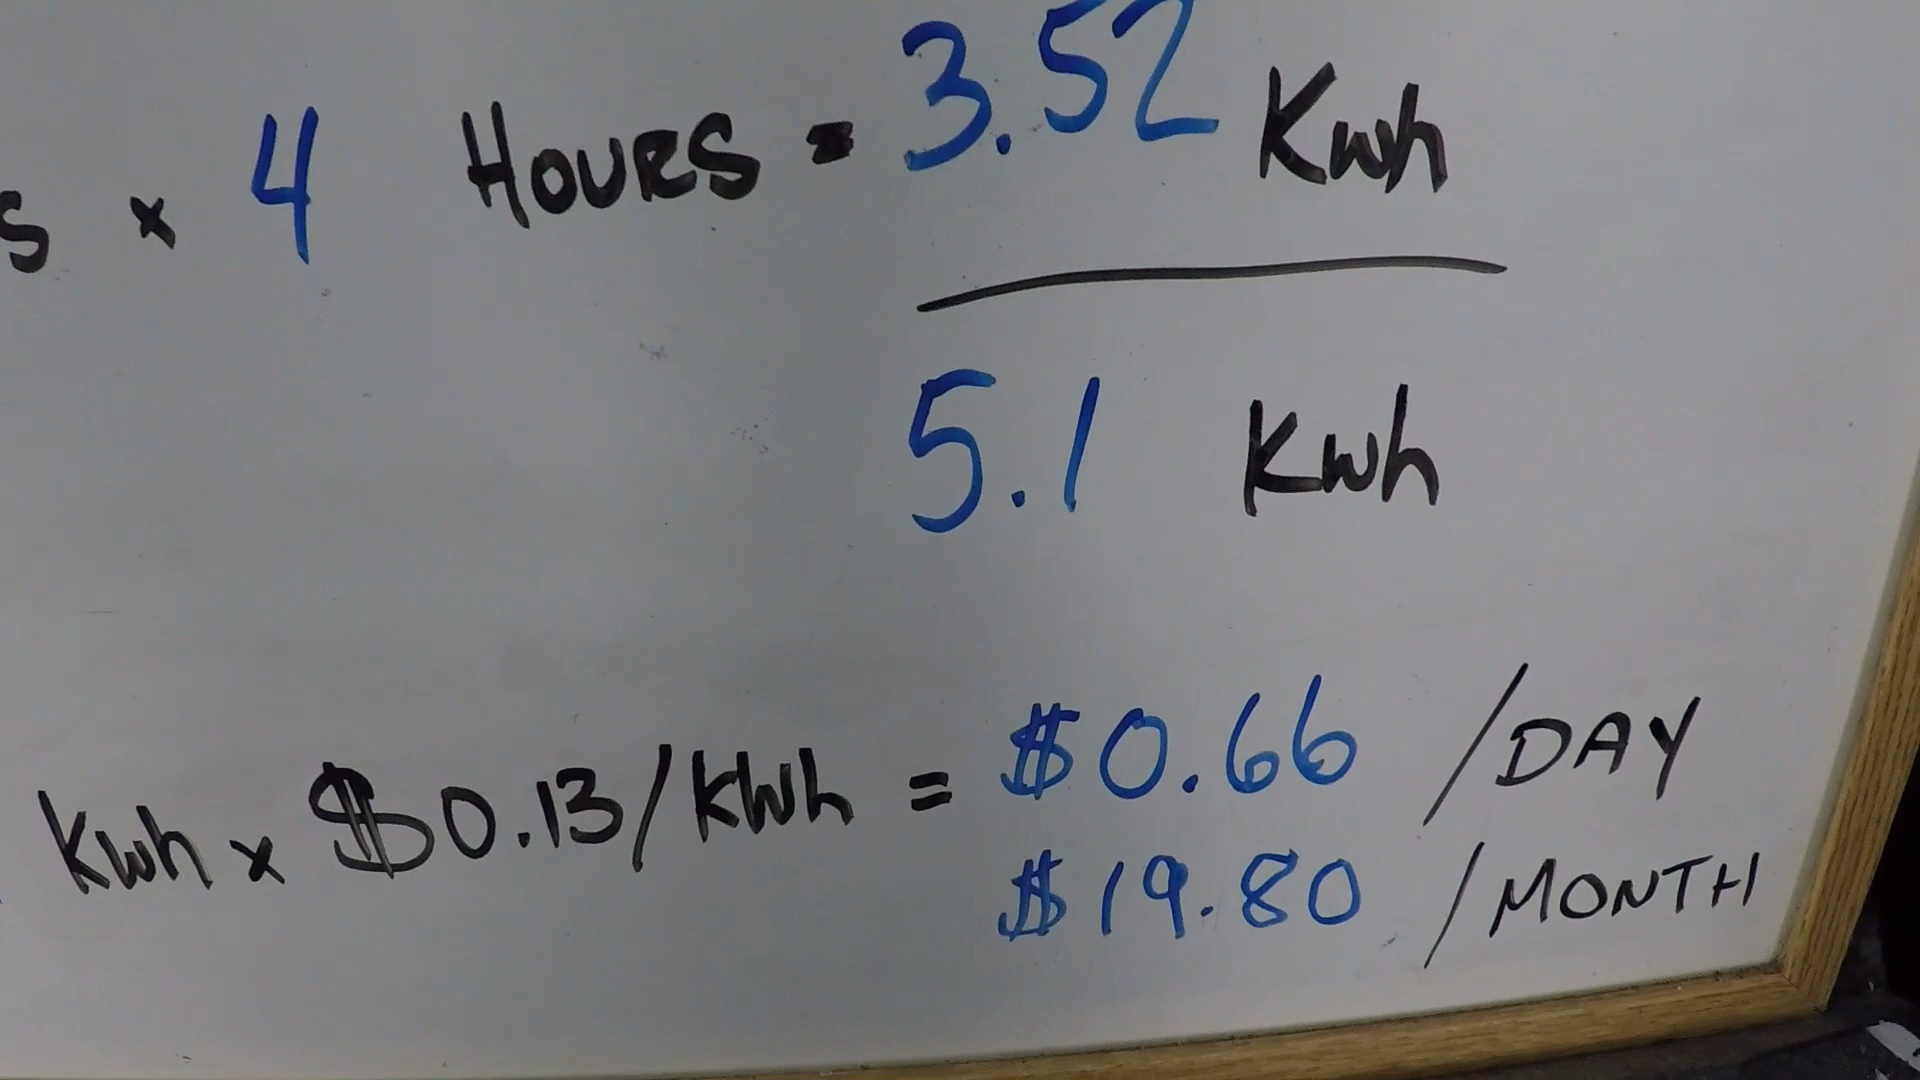 S x 4 HOURS = 3.52 Kwh
5.1 Kwh
Kwh x $0.13/KWh = $0.66 /DAY
$19.80 /MONTH